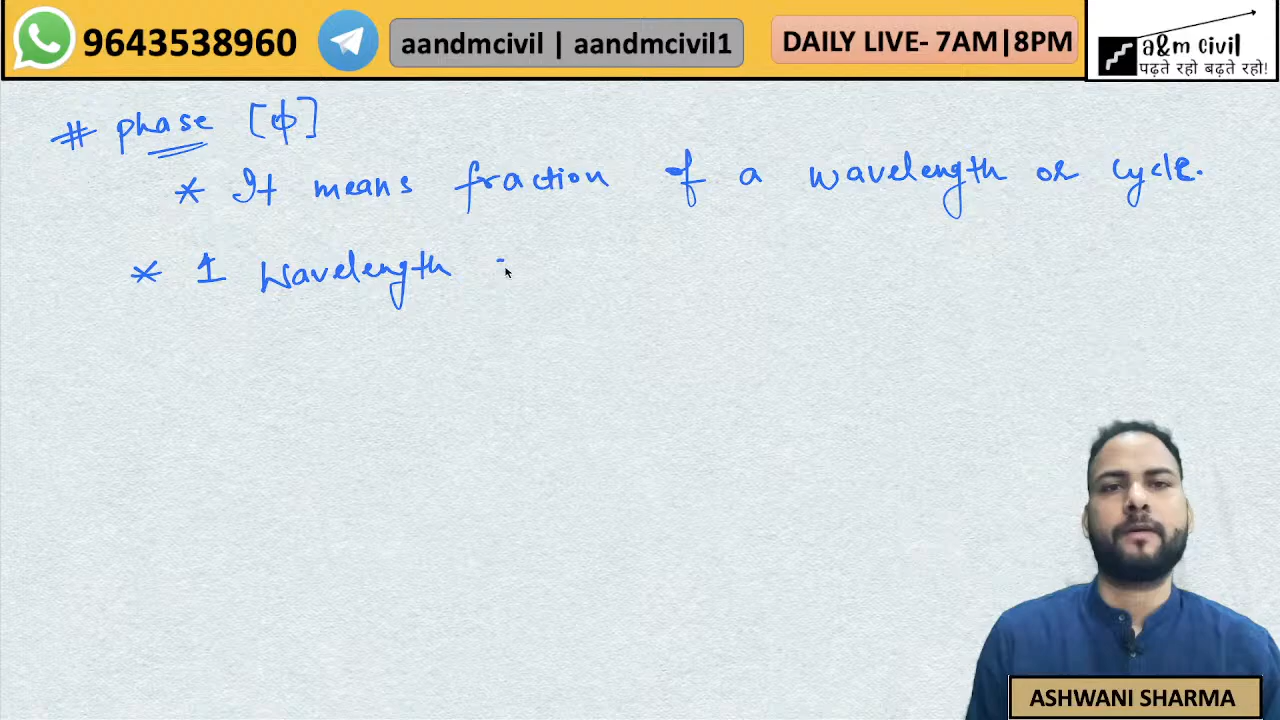 9643538960
aandmcivil | aandmcivil1
DAILY LIVE- 7AM|8PM
a&m civil
पढ़ते रहो बढ़ते रहो!
# phase [ϕ]
* It means fraction of a wavelength or cycle.
* 1 wavelength
ASHWANI SHARMA